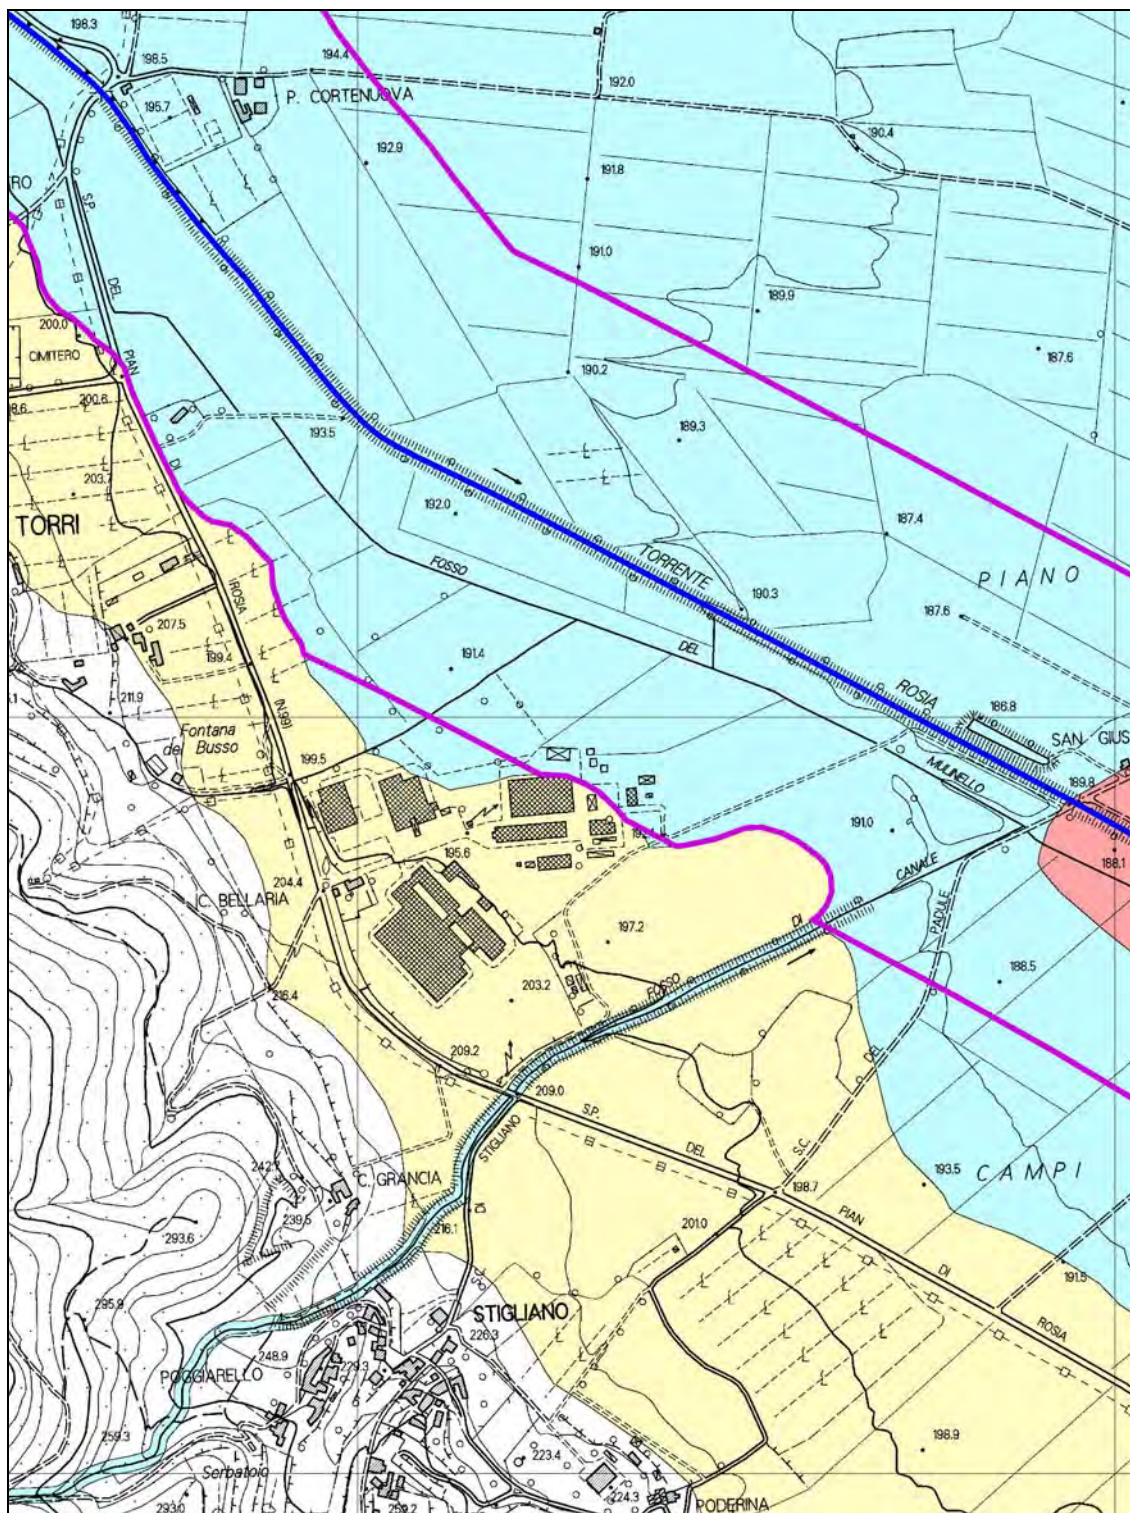 198.3
198.5
194.4
192.0
195.7
P. CORTENUOVA
190.4
192.9
191.8
S.P.
DEL
191.0
189.9
200.0
CIMITERO
PIAN
187.6
190.2
200.6
193.5
189.3
DI
203.7
192.0
187.4
TORRI
TORRENTE
FOSSO
PIANO
190.3
187.6
ROSIA
207.5
DEL
199.4
191.4
ROSIA
211.9
(N.99)
186.8
Fontana
del Busso
SAN GIUS
199.5
MULINELLO
189.8
191.0
195.6
188.1
CANALE
204.4
C. BELLARIA
PADULE
DI
197.2
188.5
FOSSO
216.4
203.2
DEL
209.2
209.0
S.P.
STIGLIANO
DEL
S.C.
242.7
C. GRANCIA
193.5
CAMPI
198.7
239.5
DI
PIAN
293.6
216.1
201.0
S.C.
DI
191.5
295.9
STIGLIANO
ROSIA
226.3
248.9
229.3
POGGIARELLO
259.3
198.9
223.4
Serbatoio
224.3
293.0
259.2
PODERINA